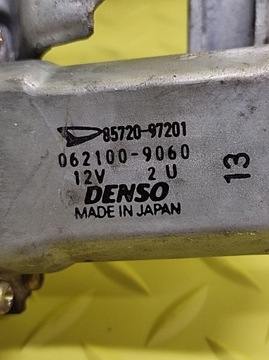 85720-97201
062100-9060
12V 2U
DENSO
MADE IN JAPAN
13